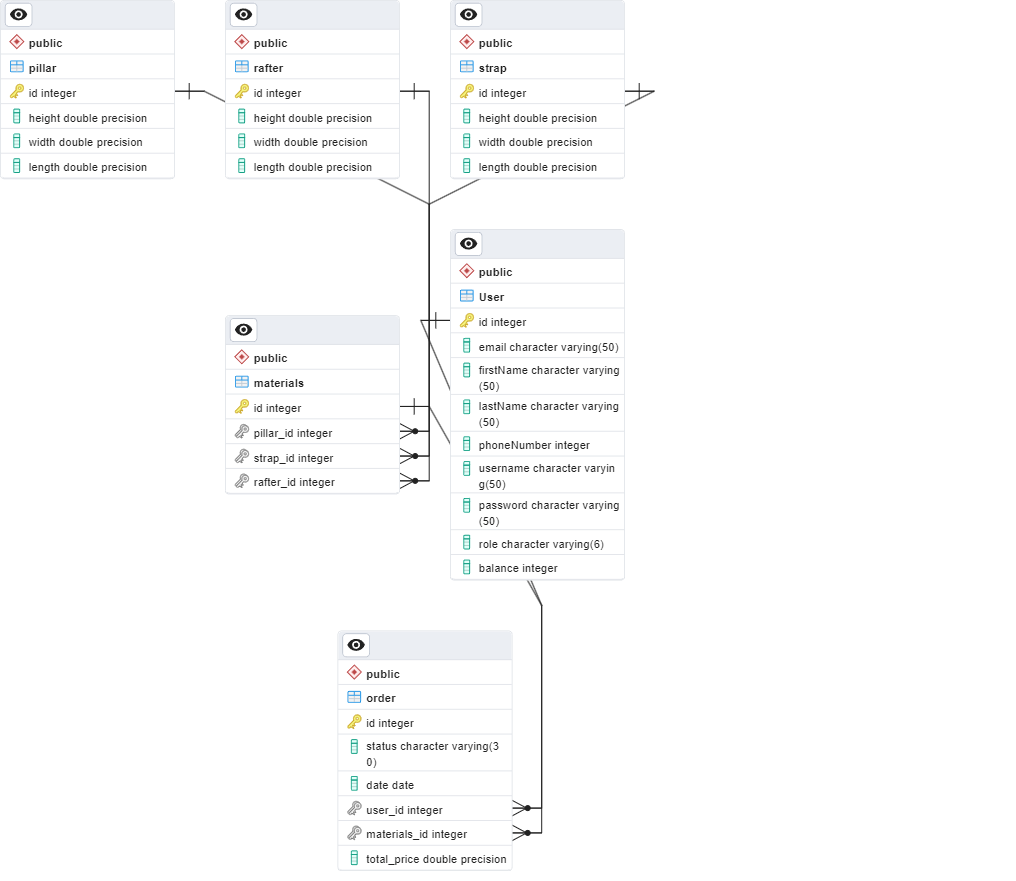 public
pillar
id integer
height double precision
width double precision
length double precision
public
rafter
id integer
height double precision
width double precision
length double precision
public
strap
id integer
height double precision
width double precision
length double precision
public
User
id integer
email character varying(50)
firstName character varying
(50)
lastName character varying
(50)
phoneNumber integer
username character varyin
g(50)
password character varying
(50)
role character varying(6)
balance integer
public
materials
id integer
pillar_id integer
strap_id integer
rafter_id integer
public
order
id integer
status character varying(3
0)
date date
user_id integer
materials_id integer
total_price double precision